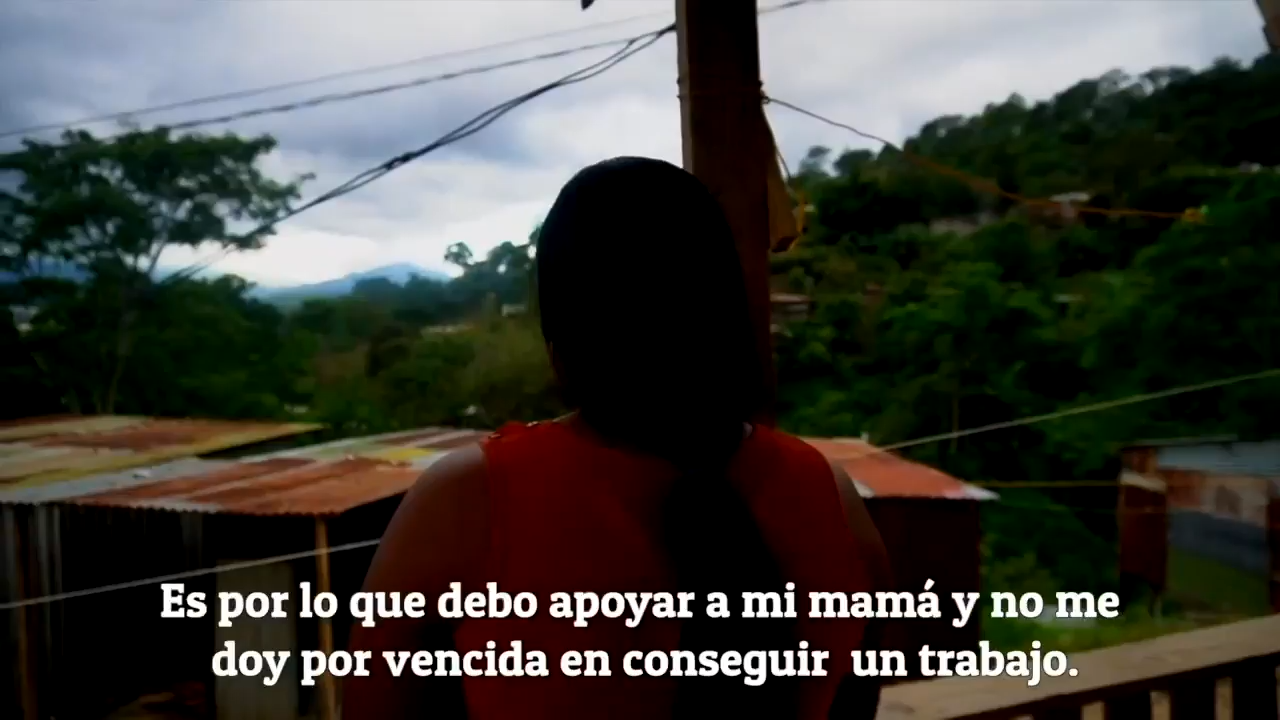 Es por lo que debo apoyar a mi mamá y no me
doy por vencida en conseguir un trabajo.